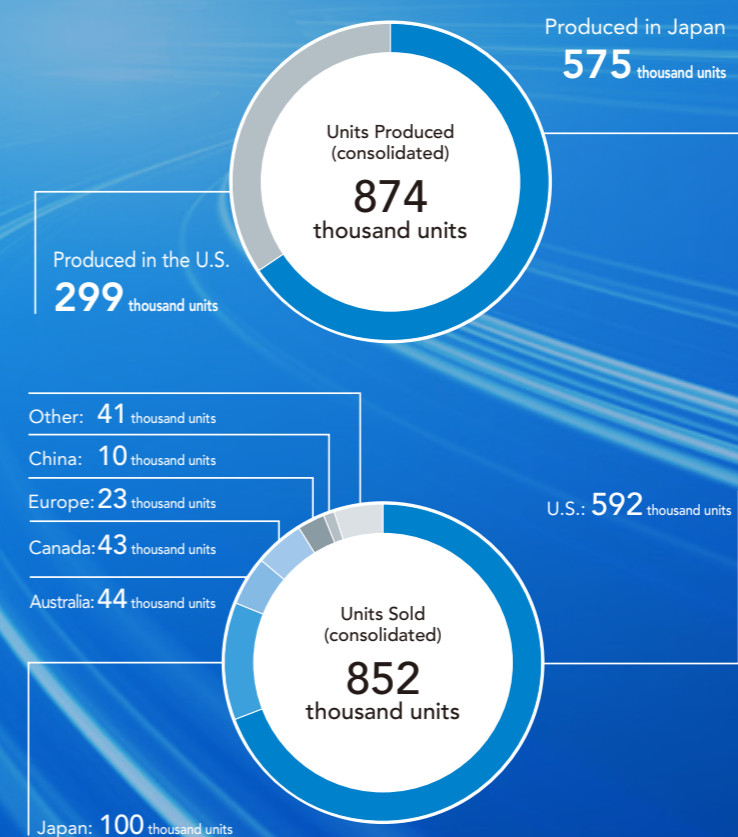 Produced in Japan
575 thousand units
Units Produced
(consolidated)
874
thousand units
Produced in the U.S.
299 thousand units
Other: 41 thousand units
China: 10 thousand units
Europe: 23 thousand units
Canada: 43 thousand units
Australia: 44 thousand units
U.S.: 592 thousand units
Units Sold
(consolidated)
852
thousand units
Japan: 100 thousand units